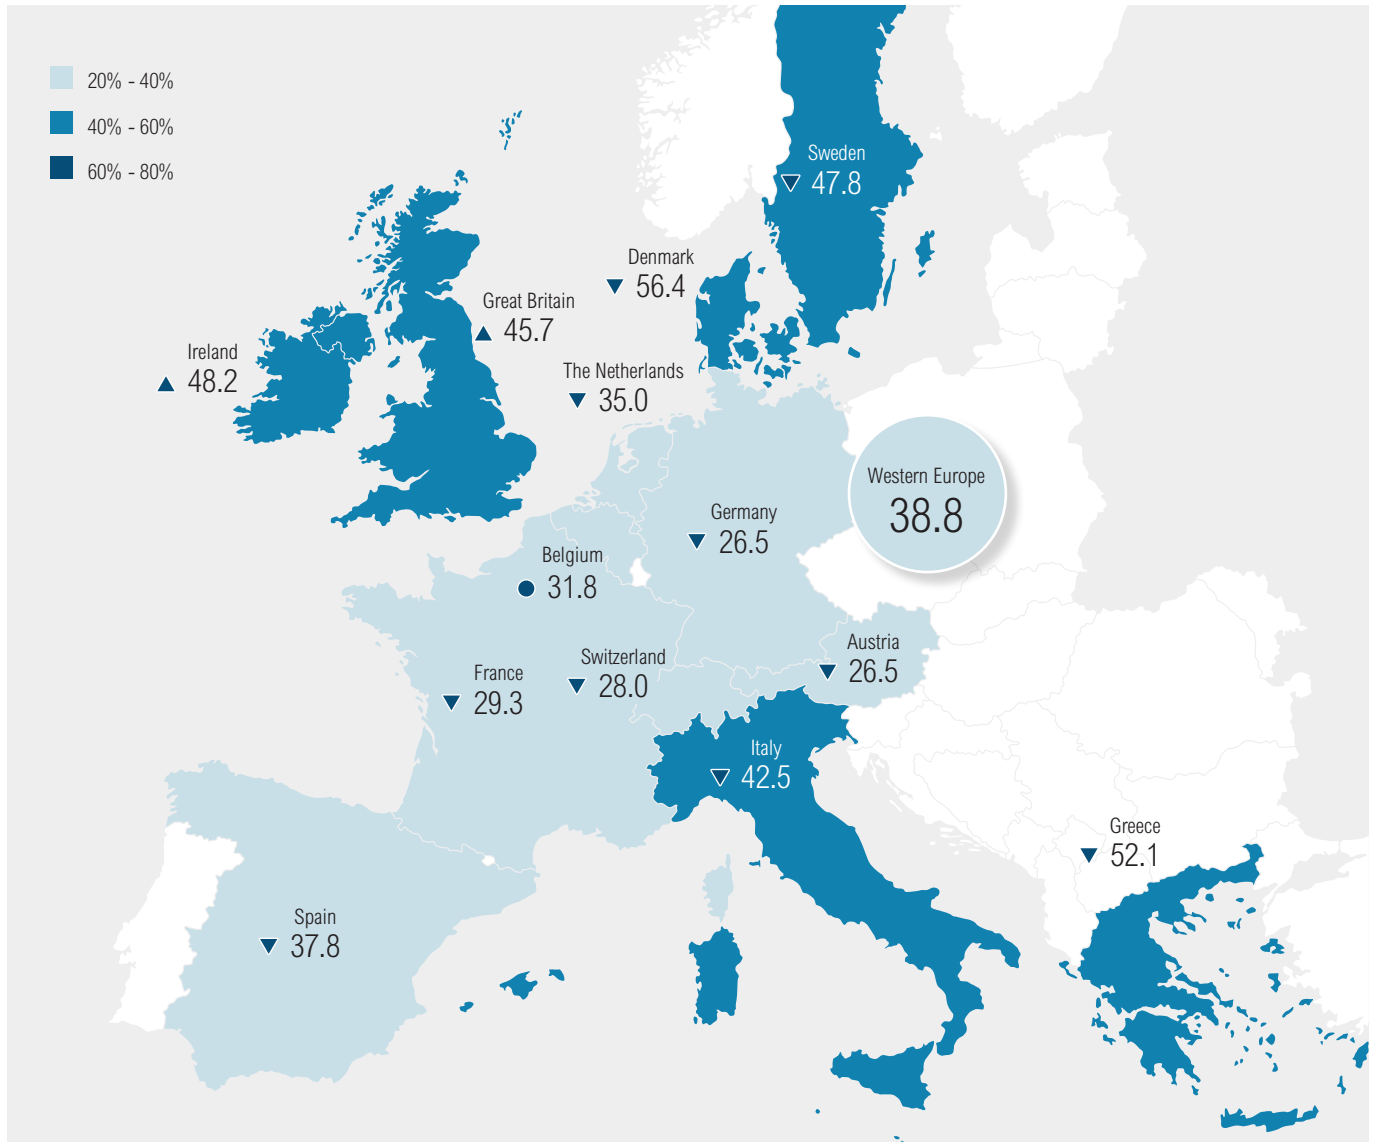 20% - 40%
40% - 60%
60% - 80%
Sweden
47.8
Denmark
56.4
Great Britain
45.7
Ireland
48.2
The Netherlands
35.0
Western Europe
38.8
Germany
26.5
Belgium
31.8
Austria
26.5
Switzerland
28.0
France
29.3
Italy
42.5
Greece
52.1
Spain
37.8